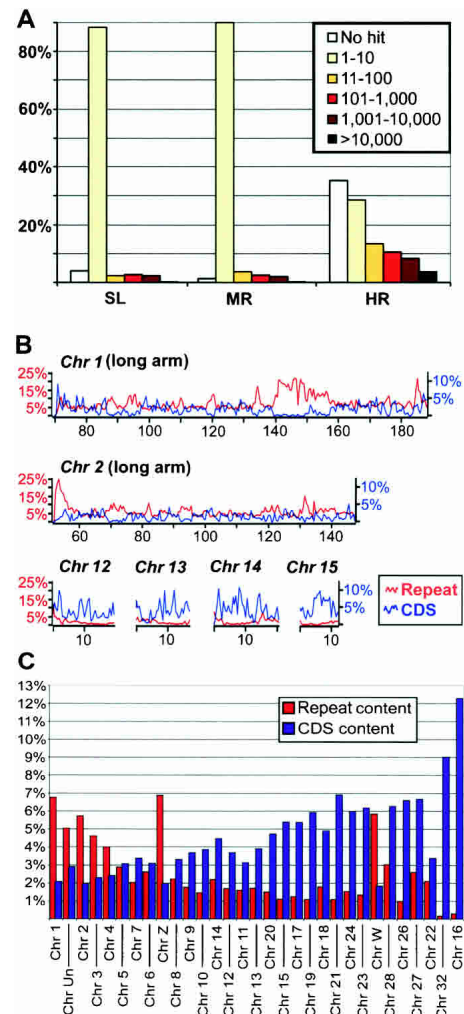 A
80%
60%
40%
20%
No hit
1-10
11-100
101-1,000
1,001-10,000
>10,000
SL MR HR
B
Chr 1 (long arm)
25%
15%
5%
10%
5%
80 100 120 140 160 180
Chr 2 (long arm)
25%
15%
5%
10%
5%
60 80 100 120 140
Chr 12 Chr 13 Chr 14 Chr 15
25%
15%
5%
10%
5%
10 10 10 10
Repeat
CDS
C
13%
12%
11%
10%
9%
8%
7%
6%
5%
4%
3%
2%
1%
Repeat content
CDS content
Chr 1
Chr Un
Chr 2
Chr 3
Chr 4
Chr 5
Chr 7
Chr 6
Chr Z
Chr 8
Chr 9
Chr 10
Chr 14
Chr 12
Chr 11
Chr 13
Chr 20
Chr 15
Chr 17
Chr 19
Chr 18
Chr 21
Chr 24
Chr 23
Chr W
Chr 28
Chr 26
Chr 27
Chr 22
Chr 32
Chr 16